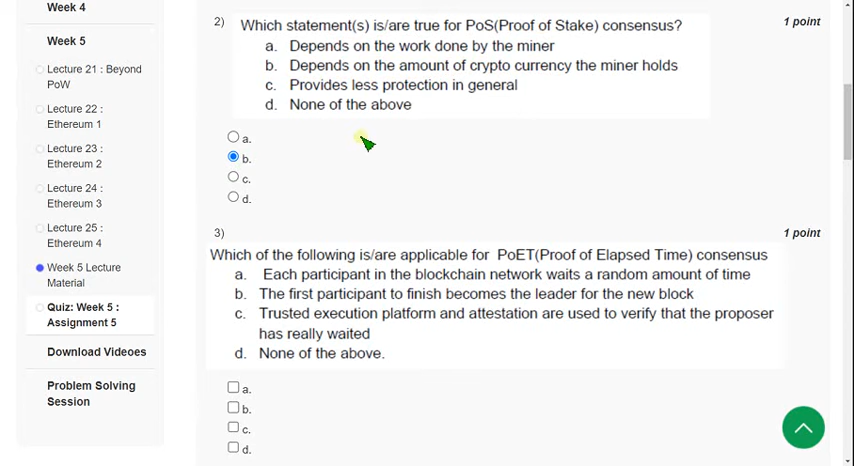 Week 4
Week 5
Lecture 21 : Beyond
PoW
Lecture 22 :
Ethereum 1
Lecture 23 :
Ethereum 2
Lecture 24 :
Ethereum 3
Lecture 25 :
Ethereum 4
Week 5 Lecture
Material
Quiz: Week 5 :
Assignment 5
Download Videoes
Problem Solving
Session
2) Which statement(s) is/are true for PoS(Proof of Stake) consensus? 1 point
a. Depends on the work done by the miner
b. Depends on the amount of crypto currency the miner holds
c. Provides less protection in general
d. None of the above
a.
b.
c.
d.
3) 1 point
Which of the following is/are applicable for PoET(Proof of Elapsed Time) consensus
a. Each participant in the blockchain network waits a random amount of time
b. The first participant to finish becomes the leader for the new block
c. Trusted execution platform and attestation are used to verify that the proposer
has really waited
d. None of the above.
a.
b.
c.
d.